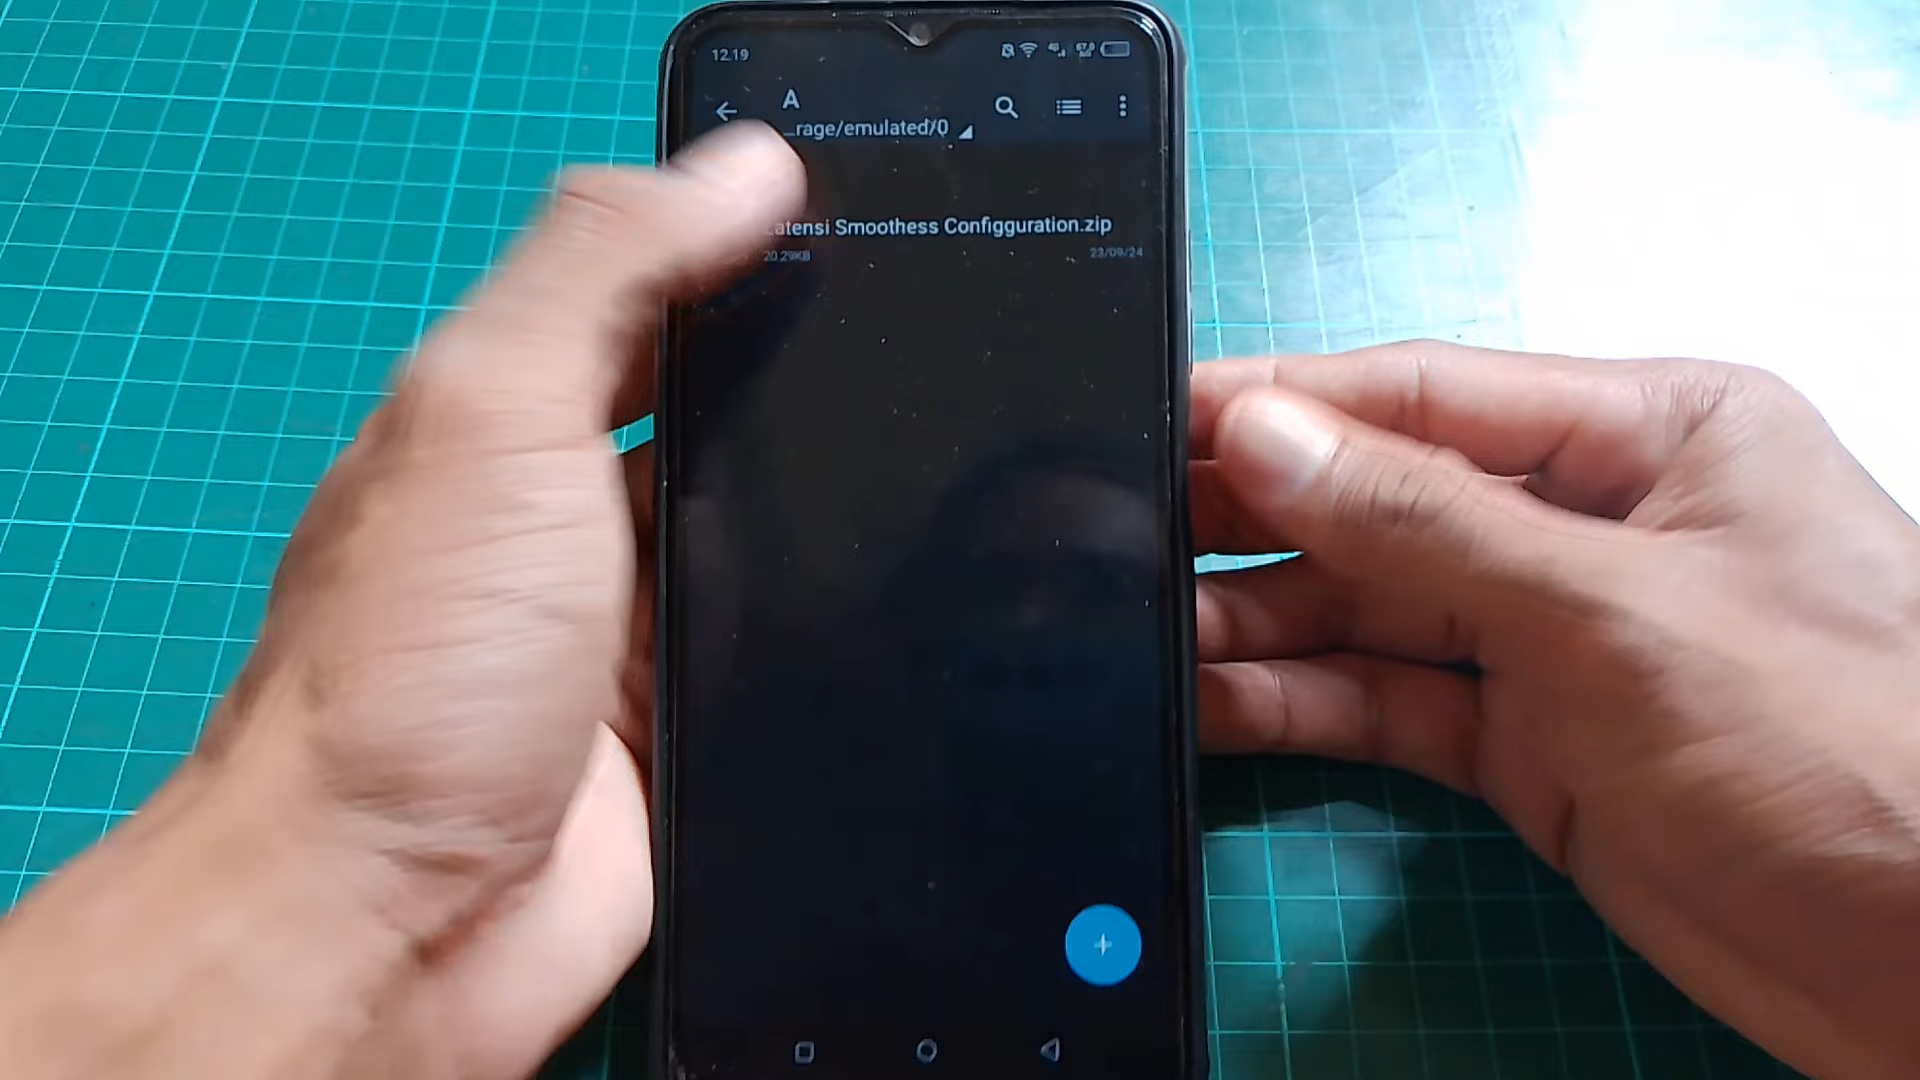 12.19
A
_rage/emulated/0
Latensi Smoothess Configguration.zip
20.29KB
23/09/24